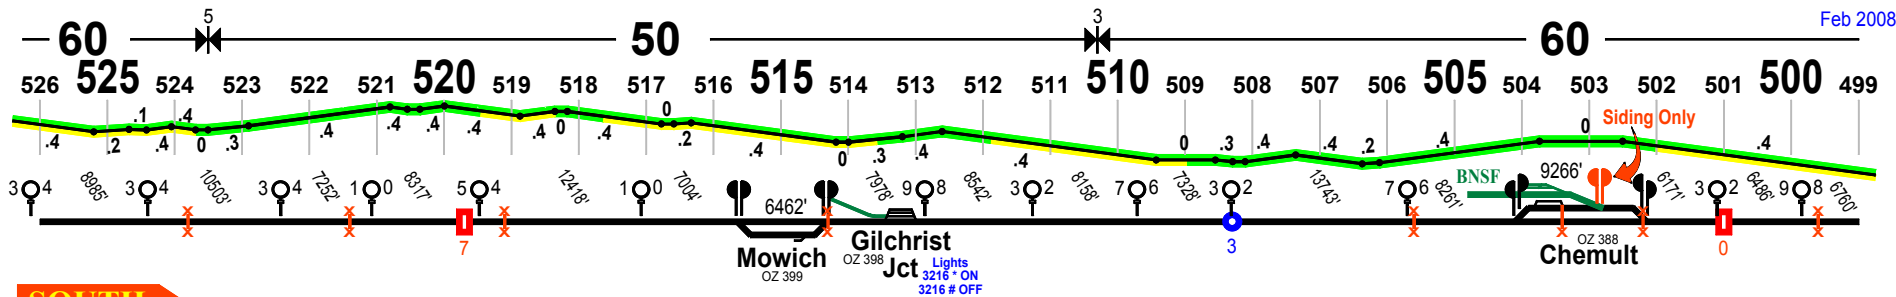 Feb 2008
60 5 50 3 60
526 525 524 523 522 521 520 519 518 517 516 515 514 513 512 511 510 509 508 507 506 505 504 503 502 501 500 499
.4 .2 .1 .4 .4 0 .3 .4 .4 .4 .4 .4 0 .4 0 .2 .4 0 .3 .4 .4 0 .3 .4 .4 .2 .4 0 .4
Siding Only
3 4 8985' 3 4 10503' 3 4 7252' 1 0 8317' 5 4 12418' 1 0 7004' 7978' 9 8 8542' 3 2 8158' 7 6 7328' 3 2 13743' 7 6 8261' BNSF 9266' 6171' 3 2 6486' 9 8 6760'
6462'
7 3 0
Mowich
OZ 399
Gilchrist
OZ 398 Jct
Lights
3216 * ON
3216 # OFF
OZ 388
Chemult
SOUTH